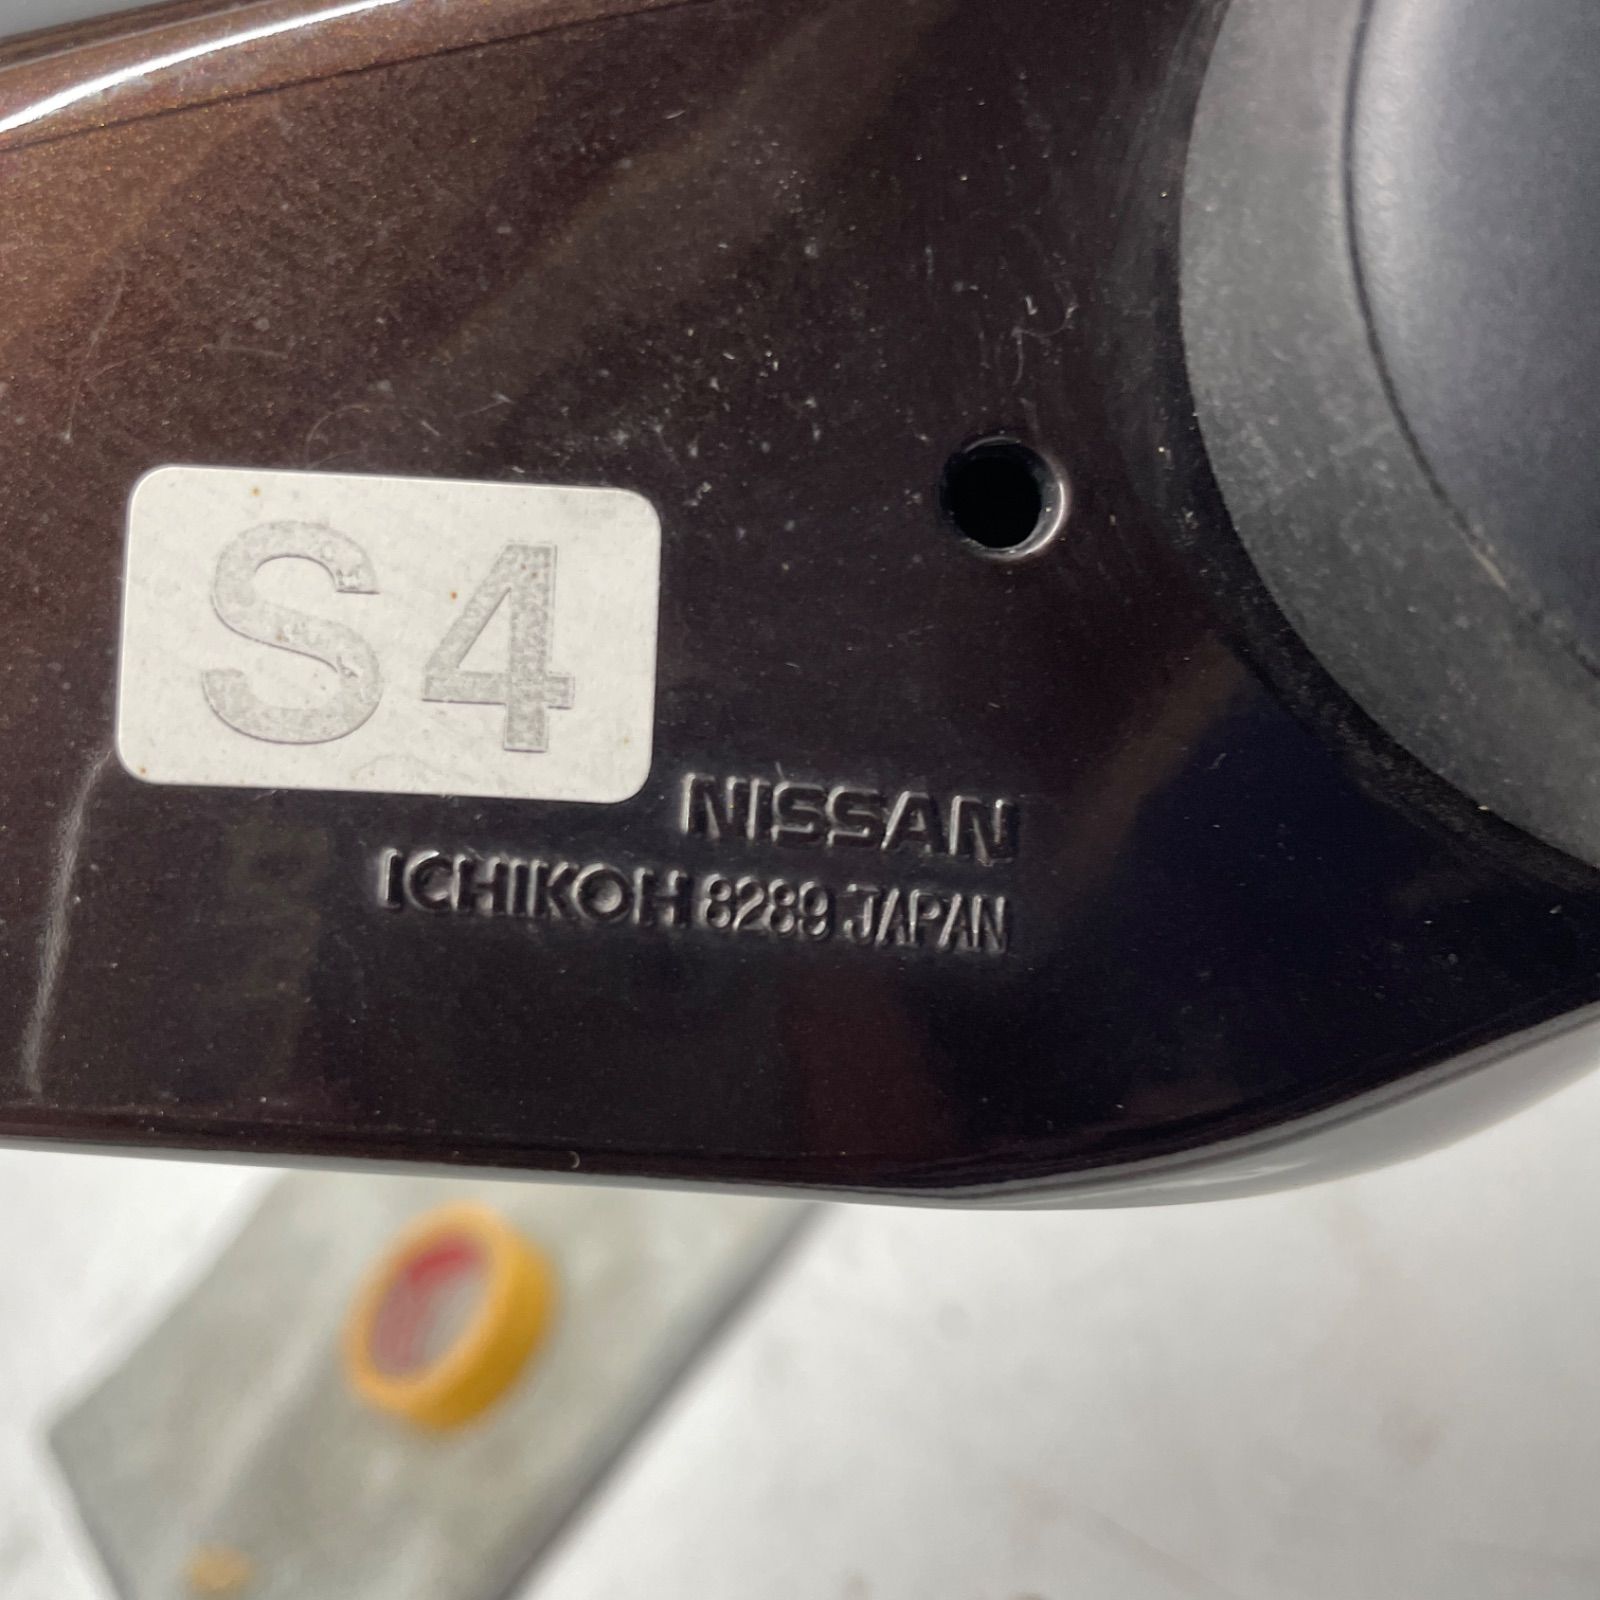 S4
NISSAN
ICHIKOH 8289 JAPAN